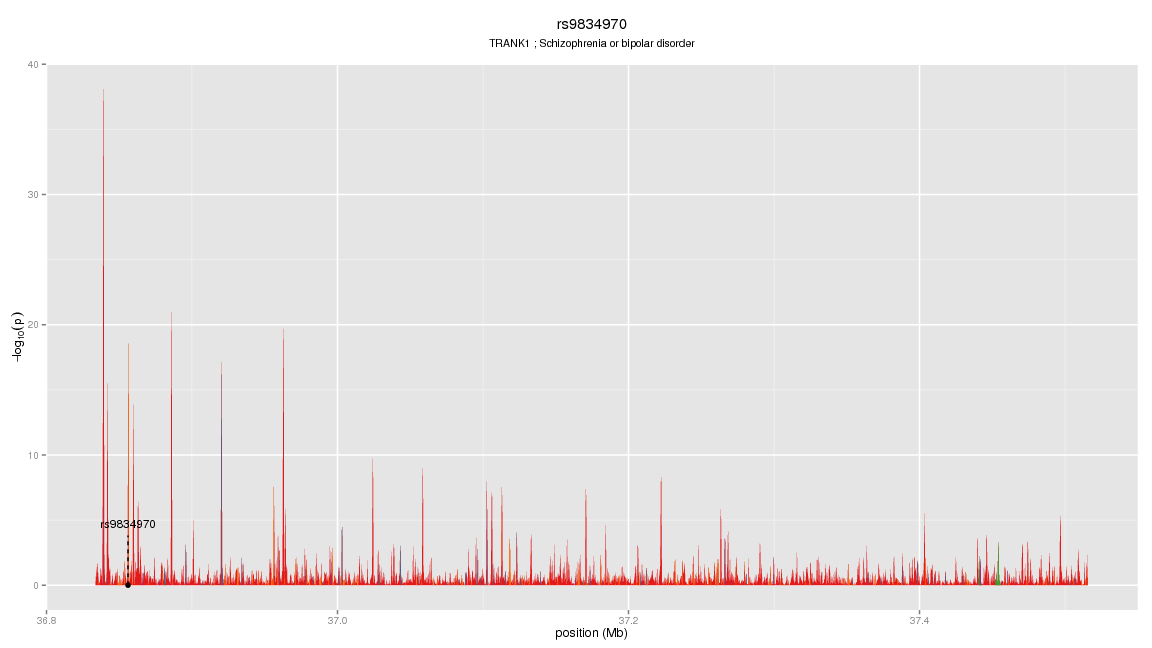 rs9834970
TRANK1 ; Schizophrenia or bipolar disorder
40
30
20
10
0
−log10(p)
rs9834970
36.8
37.0
37.2
37.4
position (Mb)